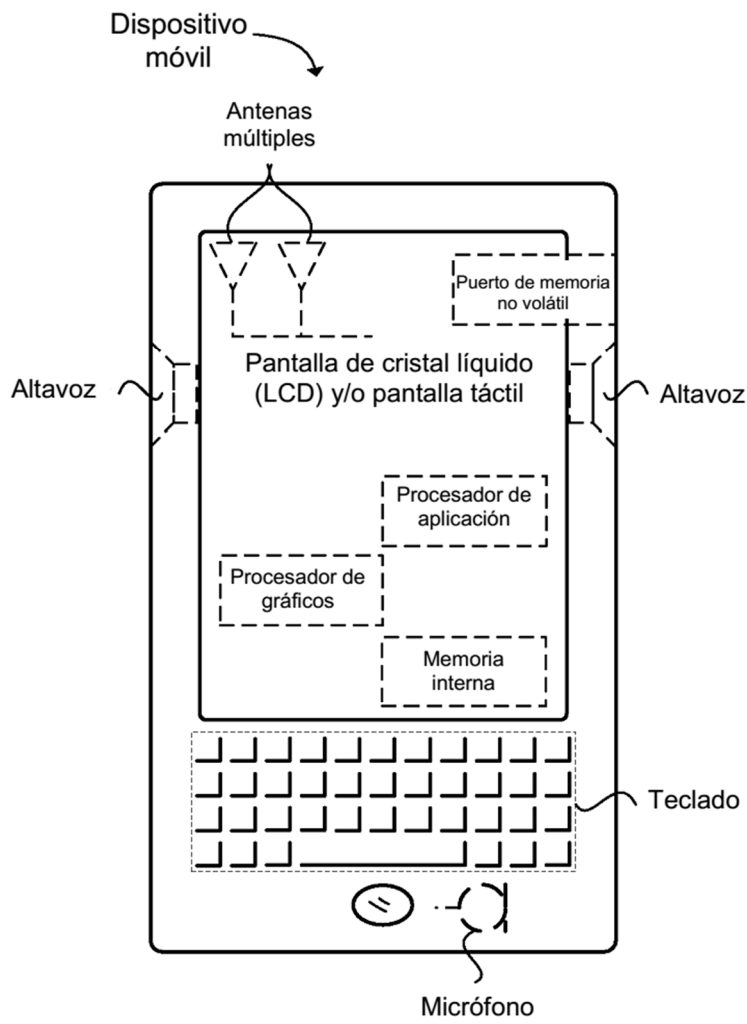 Dispositivo
móvil
Antenas
múltiples
Puerto de memoria
no volátil
Pantalla de cristal líquido
(LCD) y/o pantalla táctil
Altavoz
Altavoz
Procesador de
aplicación
Procesador de
gráficos
Memoria
interna
Teclado
Micrófono